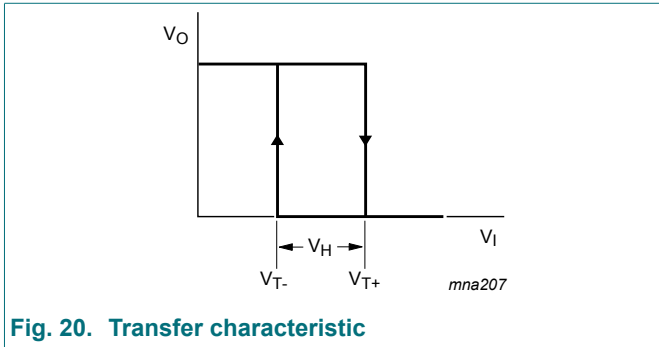 VO
VI
VH
VT-
VT+
mna207
Fig. 20. Transfer characteristic